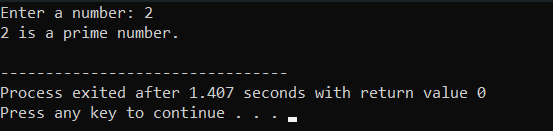 Enter a number: 2
2 is a prime number.
--------------------------------
Process exited after 1.407 seconds with return value 0
Press any key to continue . . .